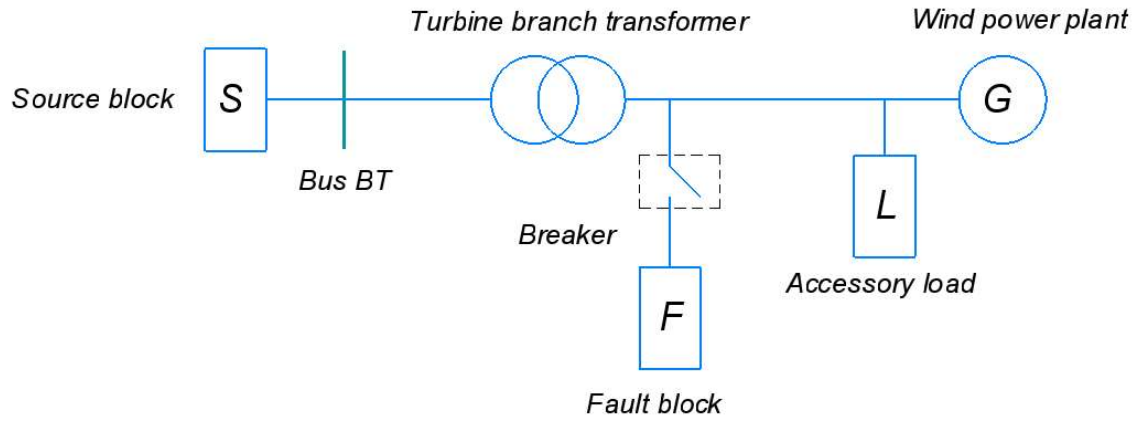 Turbine branch transformer
Wind power plant
Source block
S
G
Bus BT
L
Breaker
Accessory load
F
Fault block